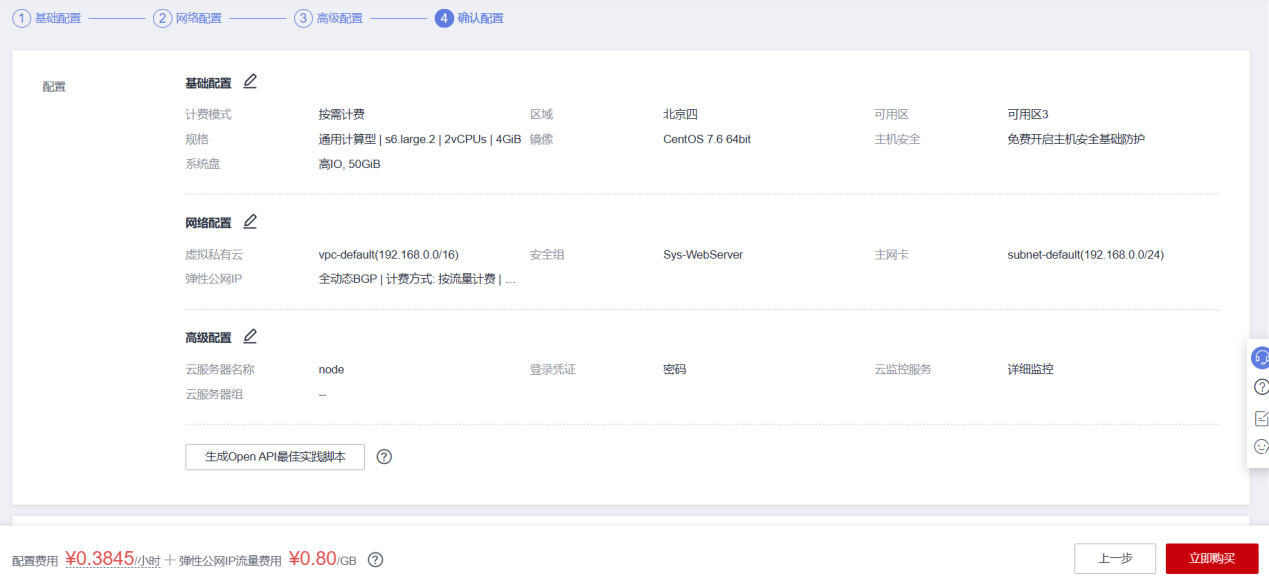 1 基础配置 2 网络配置 3 高级配置 4 确认配置
配置
基础配置
计费模式 按需计费 区域 北京四 可用区 可用区3
规格 通用计算型 | s6.large.2 | 2vCPUs | 4GiB 镜像 CentOS 7.6 64bit 主机安全 免费开启主机安全基础防护
系统盘 高IO, 50GiB
网络配置
虚拟私有云 vpc-default(192.168.0.0/16) 安全组 Sys-WebServer 主网卡 subnet-default(192.168.0.0/24)
弹性公网IP 全动态BGP | 计费方式: 按流量计费 | ...
高级配置
云服务器名称 node 登录凭证 密码 云监控服务 详细监控
云服务器组 --
生成Open API最佳实践脚本 ?
配置费用 ¥0.3845/小时 + 弹性公网IP流量费用 ¥0.80/GB ? 上一步 立即购买